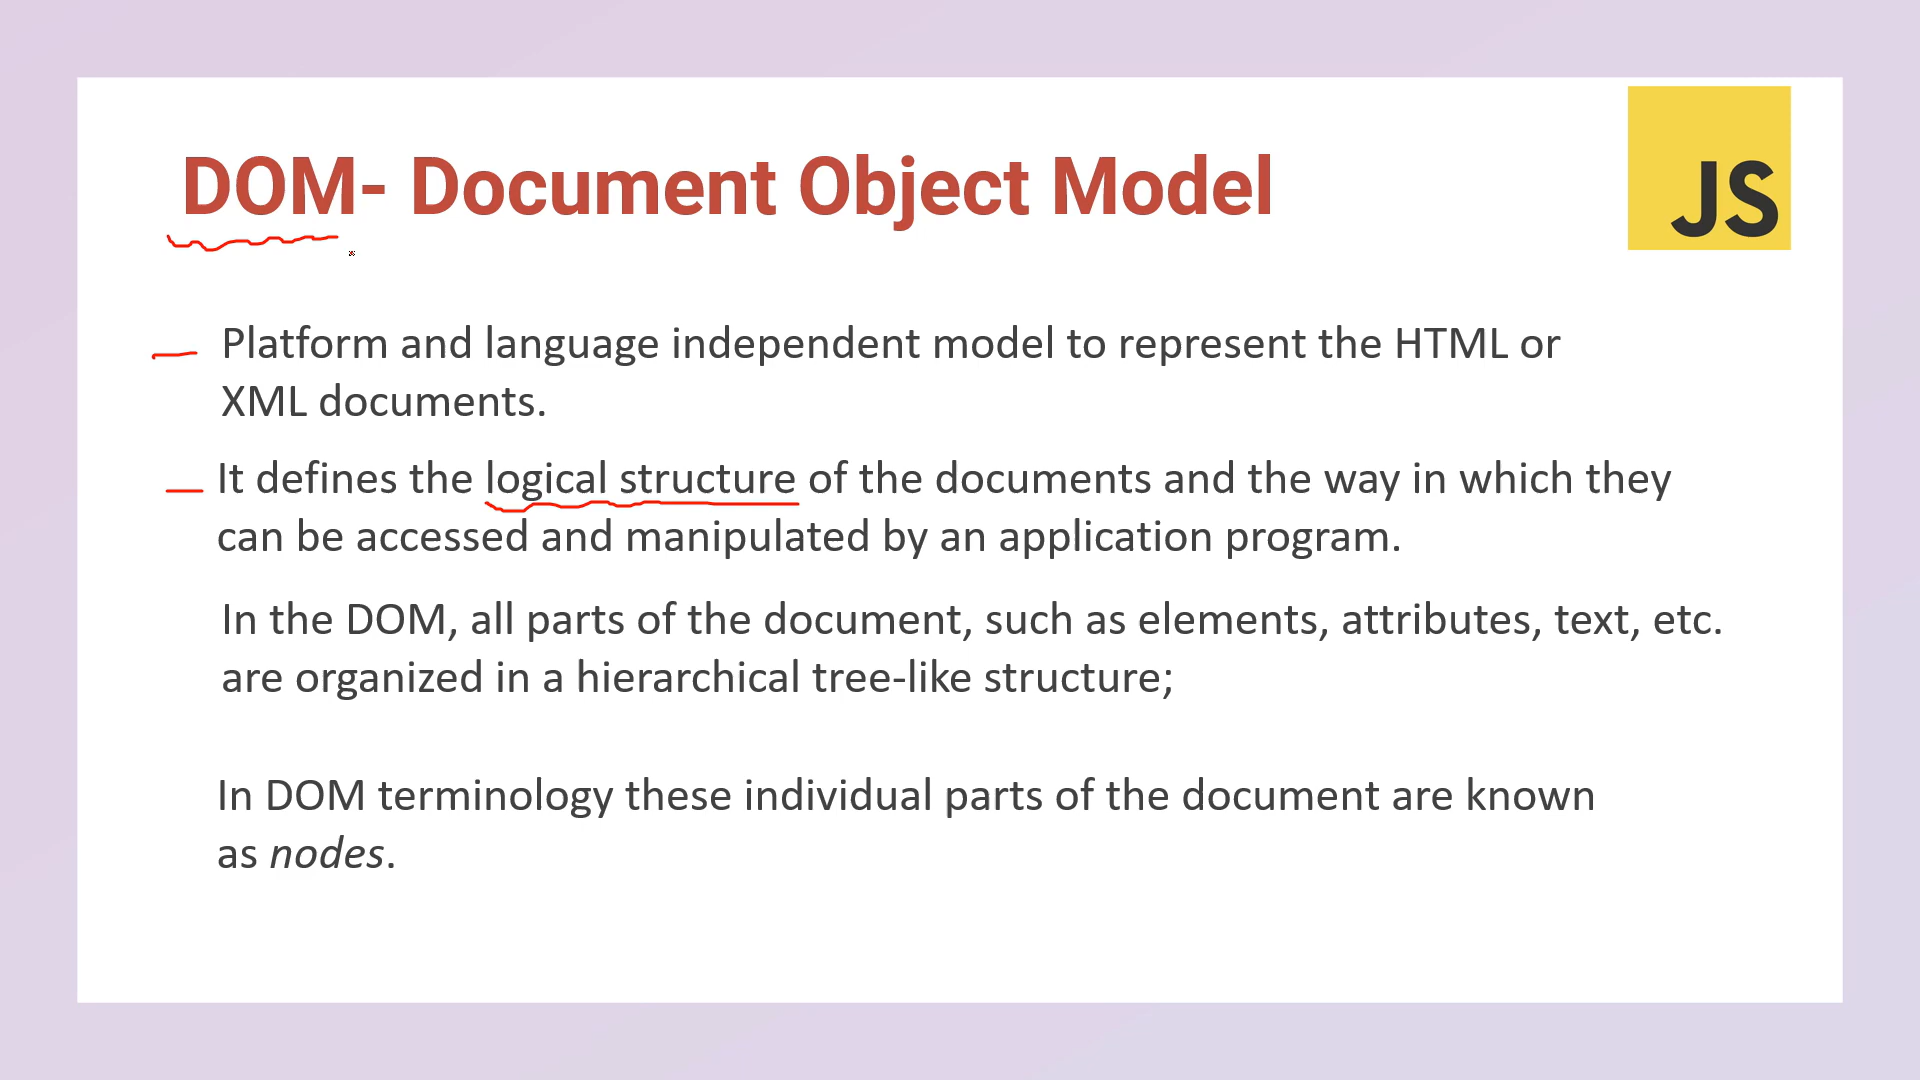 DOM- Document Object Model
JS
Platform and language independent model to represent the HTML or
XML documents.
It defines the logical structure of the documents and the way in which they
can be accessed and manipulated by an application program.
In the DOM, all parts of the document, such as elements, attributes, text, etc.
are organized in a hierarchical tree-like structure;
In DOM terminology these individual parts of the document are known
as nodes.